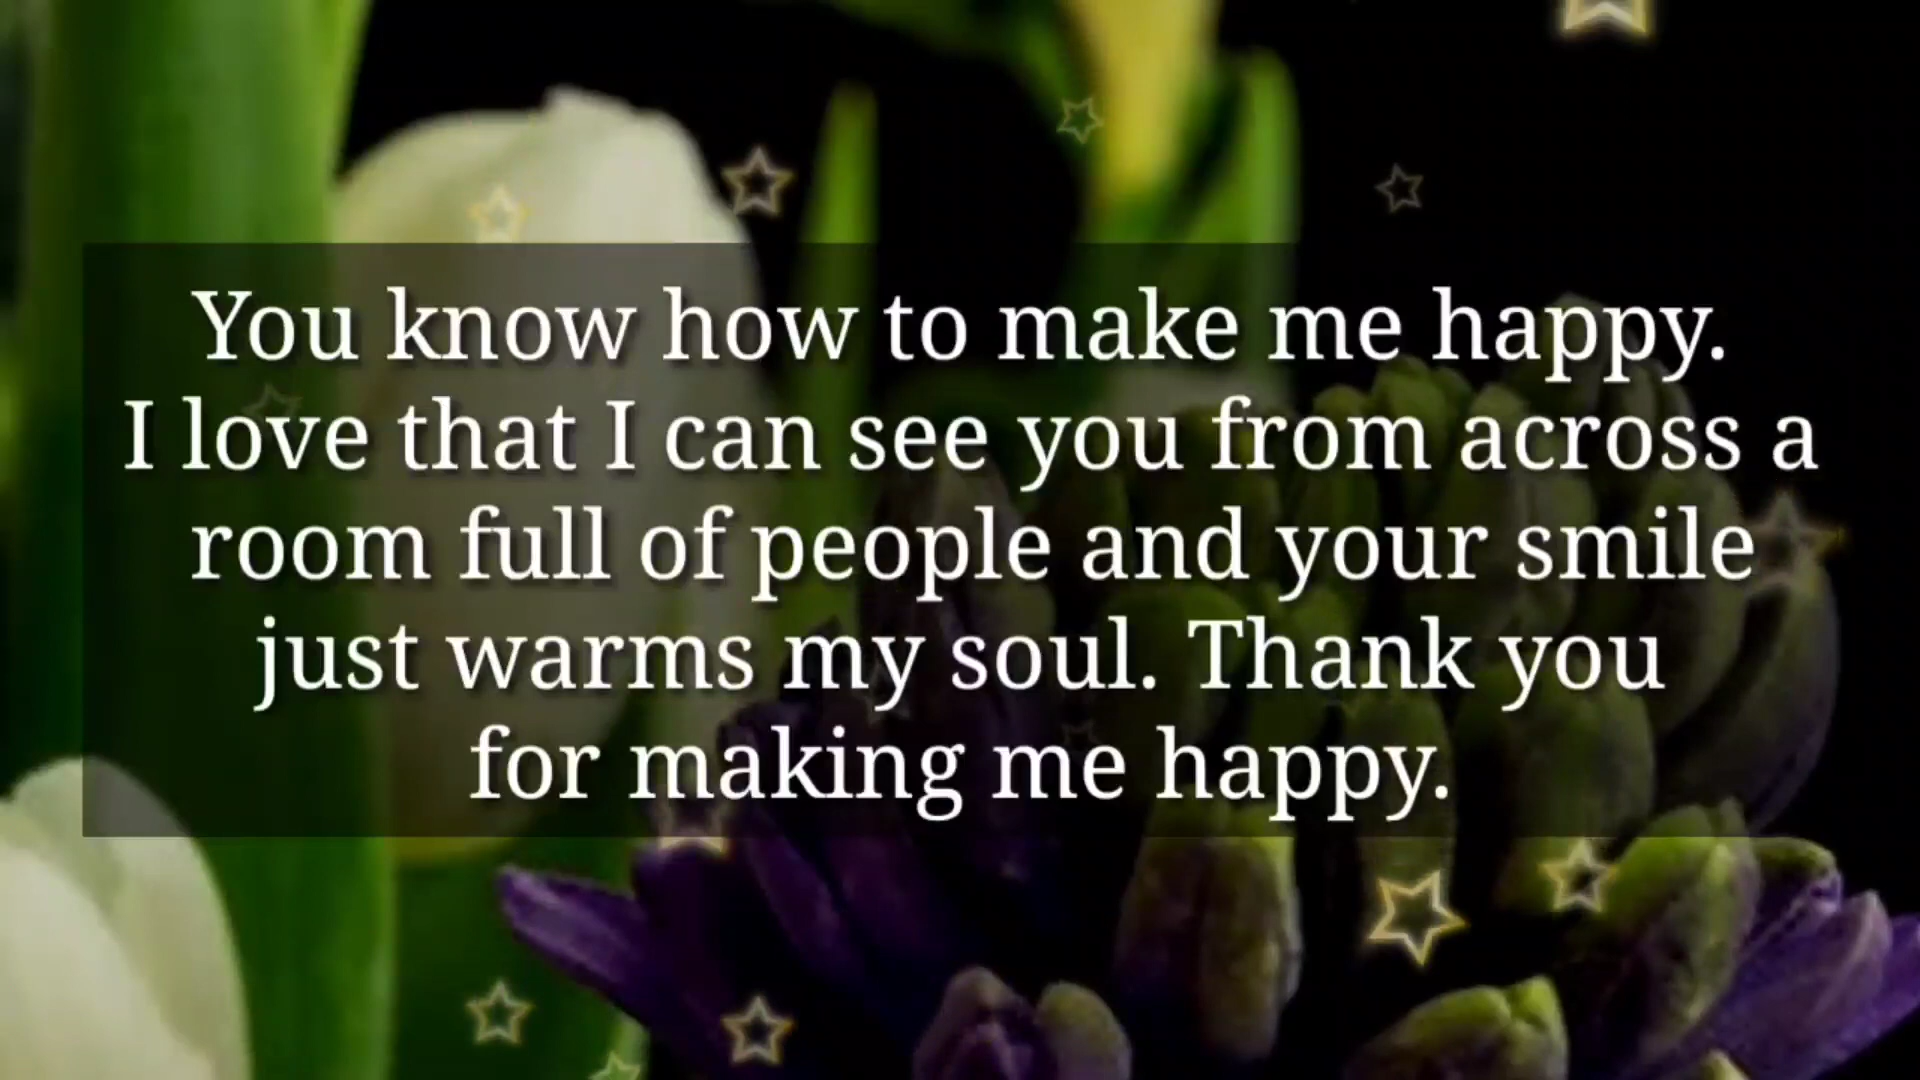 You know how to make me happy.
I love that I can see you from across a
room full of people and your smile
just warms my soul. Thank you
for making me happy.